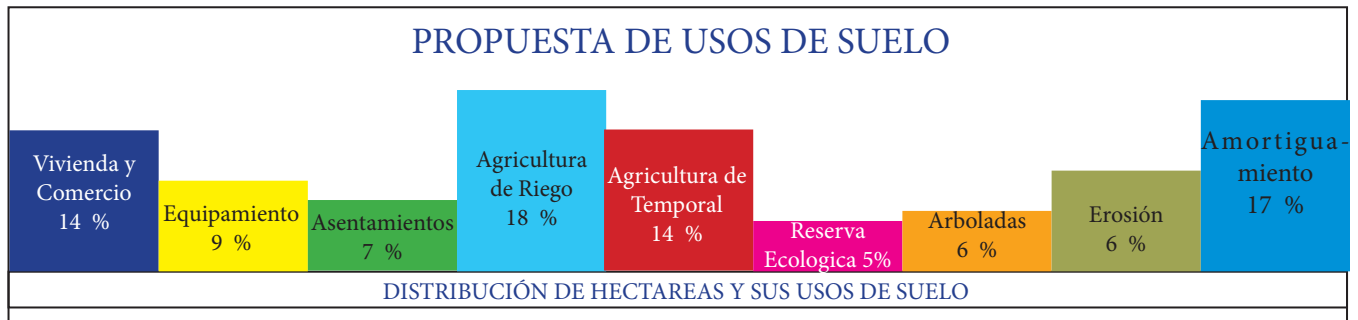 PROPUESTA DE USOS DE SUELO
Vivienda y
Comercio
14 %
Equipamiento
9 %
Asentamientos
7 %
Agricultura
de Riego
18 %
Agricultura de
Temporal
14 %
Reserva
Ecologica 5%
Arboladas
6 %
Erosión
6 %
Amortigua-
miento
17 %
DISTRIBUCIÓN DE HECTAREAS Y SUS USOS DE SUELO